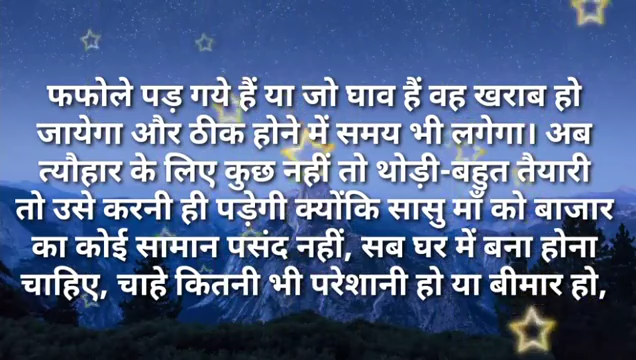 फफोले पड़ गये हैं या जो घाव हैं वह खराब हो
जायेगा और ठीक होने में समय भी लगेगा। अब
त्यौहार के लिए कुछ नहीं तो थोड़ी-बहुत तैयारी
तो उसे करनी ही पड़ेगी क्योंकि सासु माँ को बाजार
का कोई सामान पसंद नहीं, सब घर में बना होना
चाहिए, चाहे कितनी भी परेशानी हो या बीमार हो,